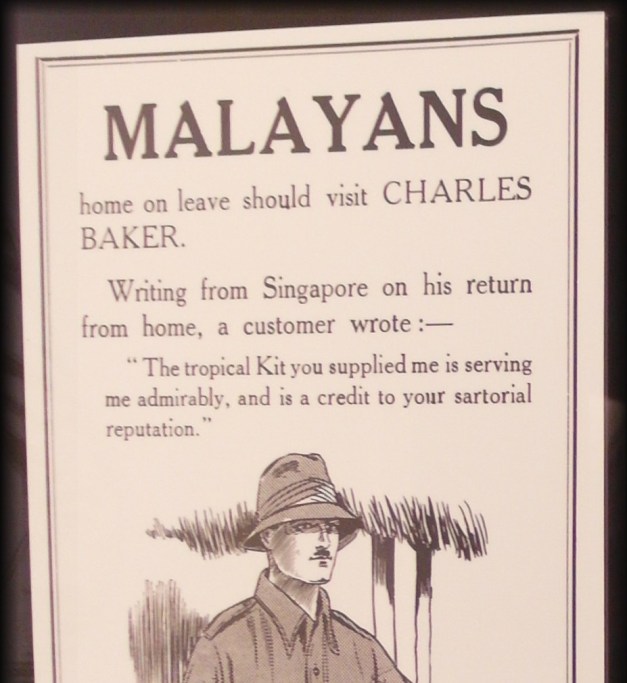 MALAYANS
home on leave should visit CHARLES
BAKER.
Writing from Singapore on his return
from home, a customer wrote :—
“ The tropical Kit you supplied me is serving
me admirably, and is a credit to your sartorial
reputation.”